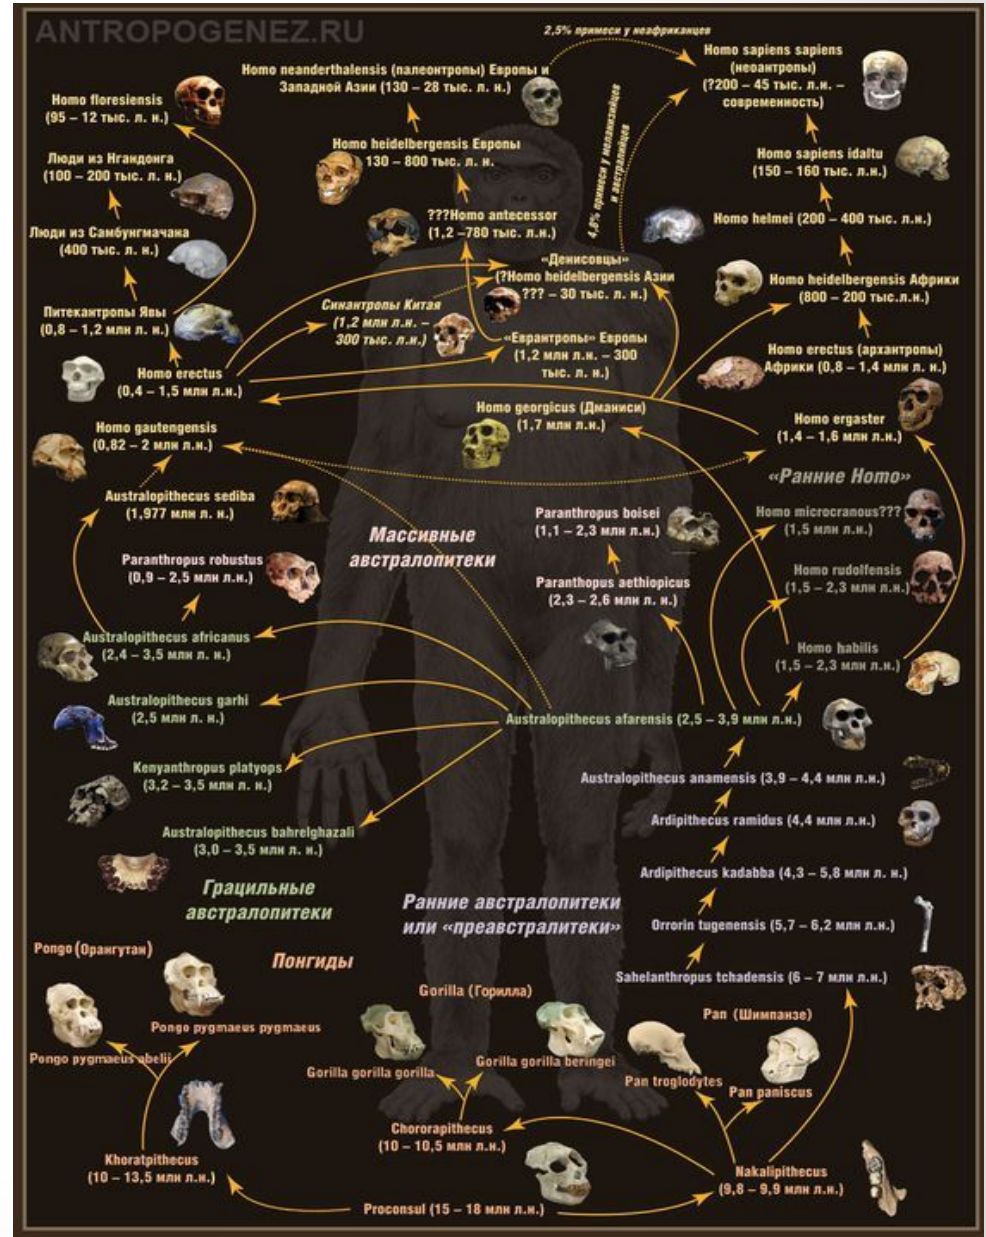 ANTROPOGENEZ.RU
2,5% примеси у неафриканцев
Homo sapiens sapiens
(неоантропы)
(?200 – 45 тыс. л.н. –
современность)
Homo neanderthalensis (палеонтропы) Европы и
Западной Азии (130 – 28 тыс. л. н.)
Homo floresiensis
(95 – 12 тыс. л. н.)
4,8% примеси у меланизийцев
и австралийцев
Homo heidelbergensis Европы
130 – 800 тыс. л. н.
Люди из Нгандонга
(100 – 200 тыс. л. н.)
Homo sapiens idaltu
(150 – 160 тыс. л.н.)
???Homo antecessor
(1,2 –780 тыс. л.н.)
Homo helmei (200 – 400 тыс. л.н.)
Люди из Самбунгмачана
(400 тыс. л. н.)
«Денисовцы»
(?Homo heidelbergensis Азии
??? – 30 тыс. л. н.)
Homo heidelbergensis Африки
(800 – 200 тыс.л.н.)
Синантропы Китая
(1,2 млн л.н. –
300 тыс. л.н.)
Питекантропы Явы
(0,8 – 1,2 млн л.н.)
«Еврантропы» Европы
(1,2 млн л.н. – 300
тыс. л. н.)
Homo erectus (архантропы)
Африки (0,8 – 1,4 млн л. н.)
Homo erectus
(0,4 – 1,5 млн л.н.)
Homo georgicus (Дманиси)
(1,7 млн л.н.)
Homo ergaster
(1,4 – 1,6 млн л.н.)
Homo gautengensis
(0,82 – 2 млн л.н.)
«Ранние Homo»
Australopithecus sediba
(1,977 млн л.н.)
Paranthropus boisei
(1,1 – 2,3 млн л.н.)
Homo microcranous???
(1,5 млн л.н.)
Массивные
австралопитеки
Paranthropus robustus
(0,9 – 2,5 млн л.н.)
Paranthopus aethiopicus
(2,3 – 2,6 млн л.н.)
Homo rudolfensis
(1,5 – 2,3 млн л.н.)
Australopithecus africanus
(2,4 – 3,5 млн л. н.)
Homo habilis
(1,5 – 2,3 млн л.н.)
Australopithecus garhi
(2,5 млн л. н.)
Australopithecus afarensis (2,5 – 3,9 млн л.н.)
Kenyanthropus platyops
(3,2 – 3,5 млн л. н.)
Australopithecus anamensis (3,9 – 4,4 млн л.н.)
Australopithecus bahrelghazali
(3,0 – 3,5 млн л. н.)
Ardipithecus ramidus (4,4 млн л.н.)
Ardipithecus kadabba (4,3 – 5,8 млн л. н.)
Грацильные
австралопитеки
Ранние австралопитеки
или «преавстралитеки»
Orrorin tugenensis (5,7 – 6,2 млн л.н.)
Pongo (Орангутан)
Понгиды
Sahelanthropus tchadensis (6 – 7 млн л.н.)
Gorilla (Горилла)
Pan (Шимпанзе)
Pongo pygmaeus pygmaeus
Pongo pygmaeus abelii
Gorilla gorilla gorilla
Gorilla gorilla beringei
Pan troglodytes
Pan paniscus
Chororapithecus
(10 – 10,5 млн л.н.)
Khoratpithecus
(10 – 13,5 млн л.н.)
Nakalipithecus
(9,8 – 9,9 млн л.н.)
Proconsul (15 – 18 млн л.н.)